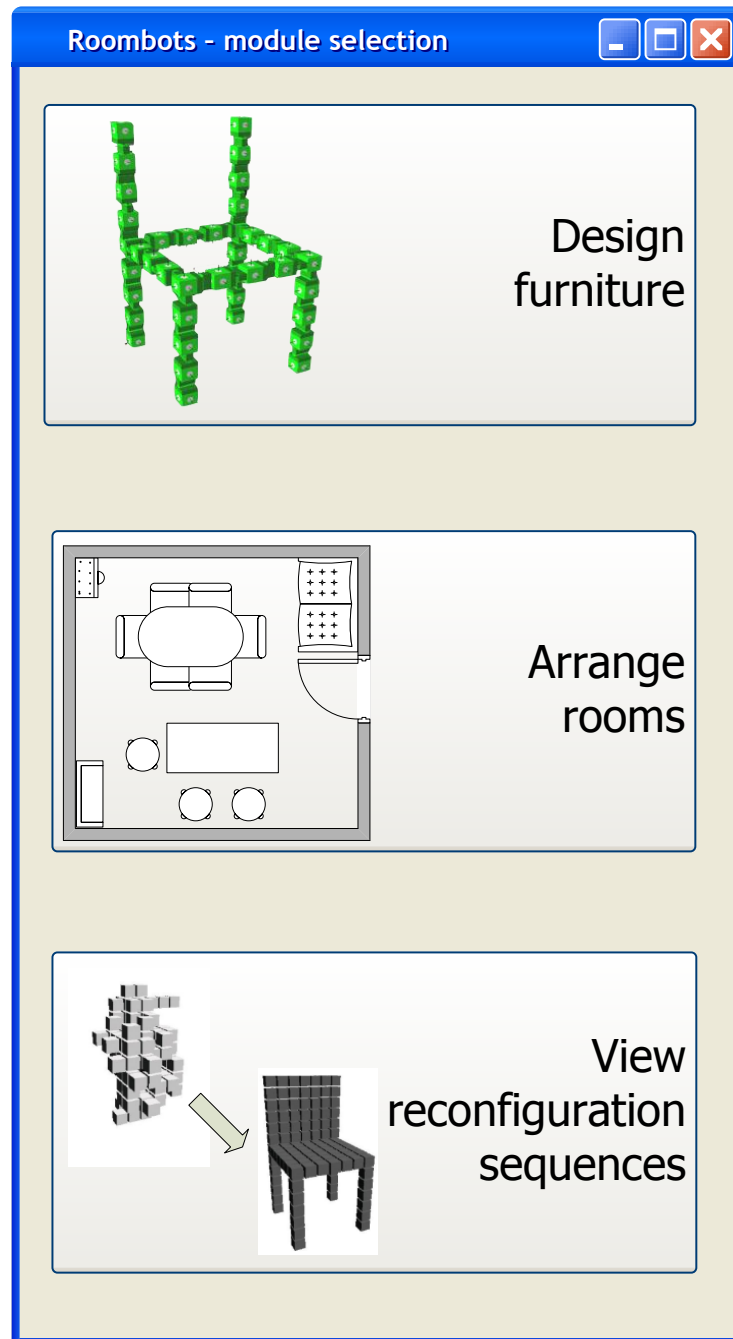 Roombots - module selection
Design
furniture
Arrange
rooms
View
reconfiguration
sequences